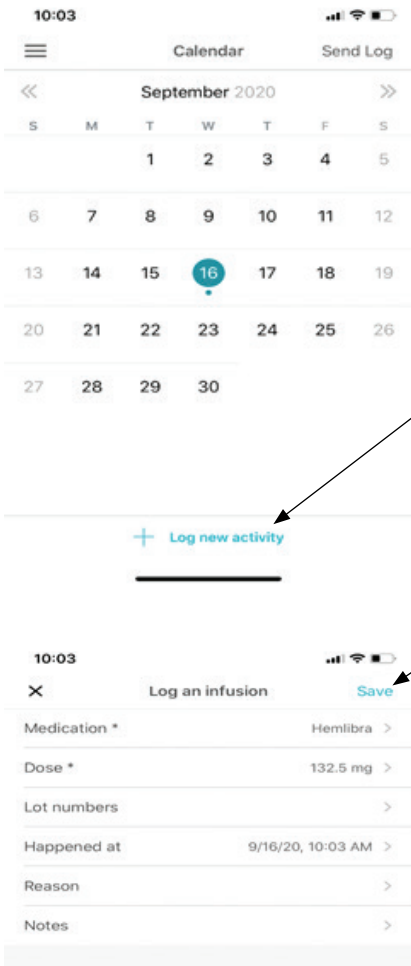 10:03
Calendar Send Log
September 2020
S M T W T F S
1 2 3 4 5
6 7 8 9 10 11 12
13 14 15 16 17 18 19
20 21 22 23 24 25 26
27 28 29 30
Log new activity
10:03
Log an infusion Save
Medication * Hemlibra
Dose * 132.5 mg
Lot numbers
Happened at 9/16/20, 10:03 AM
Reason
Notes